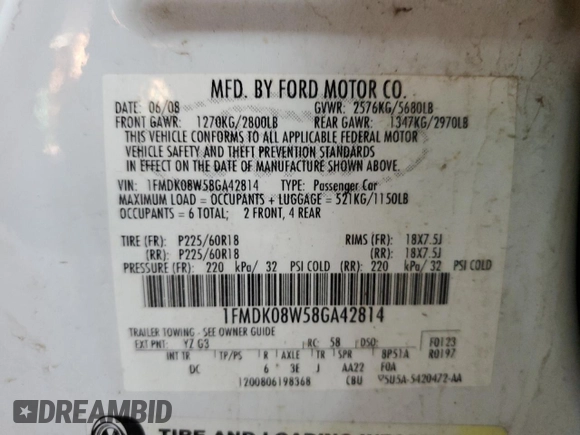 MFD. BY FORD MOTOR CO.
DATE: 06/08 GVWR: 2576KG/5680LB
FRONT GAWR: 1270KG/2800LB REAR GAWR: 1347KG/2970LB
THIS VEHICLE CONFORMS TO ALL APPLICABLE FEDERAL MOTOR
VEHICLE SAFETY AND THEFT PREVENTION STANDARDS
IN EFFECT ON THE DATE OF MANUFACTURE SHOWN ABOVE.
VIN: 1FMDK08W58GA42814 TYPE: Passenger Car
MAXIMUM LOAD = OCCUPANTS + LUGGAGE = 521KG/1150LB
OCCUPANTS = 6 TOTAL; 2 FRONT, 4 REAR
TIRE (FR): P225/60R18 RIMS (FR): 18X7.5J
(RR): P225/60R18 (RR): 18X7.5J
PRESSURE (FR): 220 kPa/ 32 PSI COLD (RR): 220 kPa/ 32 PSI COLD
1FMDK08W58GA42814
TRAILER TOWING - SEE OWNER GUIDE
EXT PNT: YZ G3 RC: 58 DSO: F0123
INT TR TP/PS R AXLE TR SPR 8P51A R0197
DC 6 3E J AA22 F0A
1200806198368 CBU 5U5A-5420472-AA
DREAMBID
TIRE AND LOADING